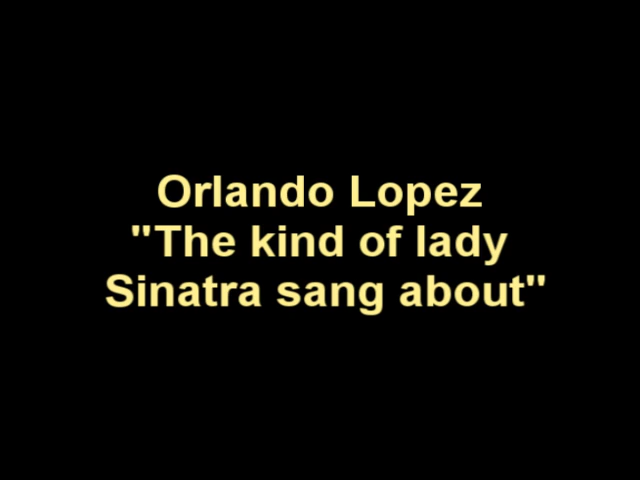 Orlando Lopez
"The kind of lady
Sinatra sang about"